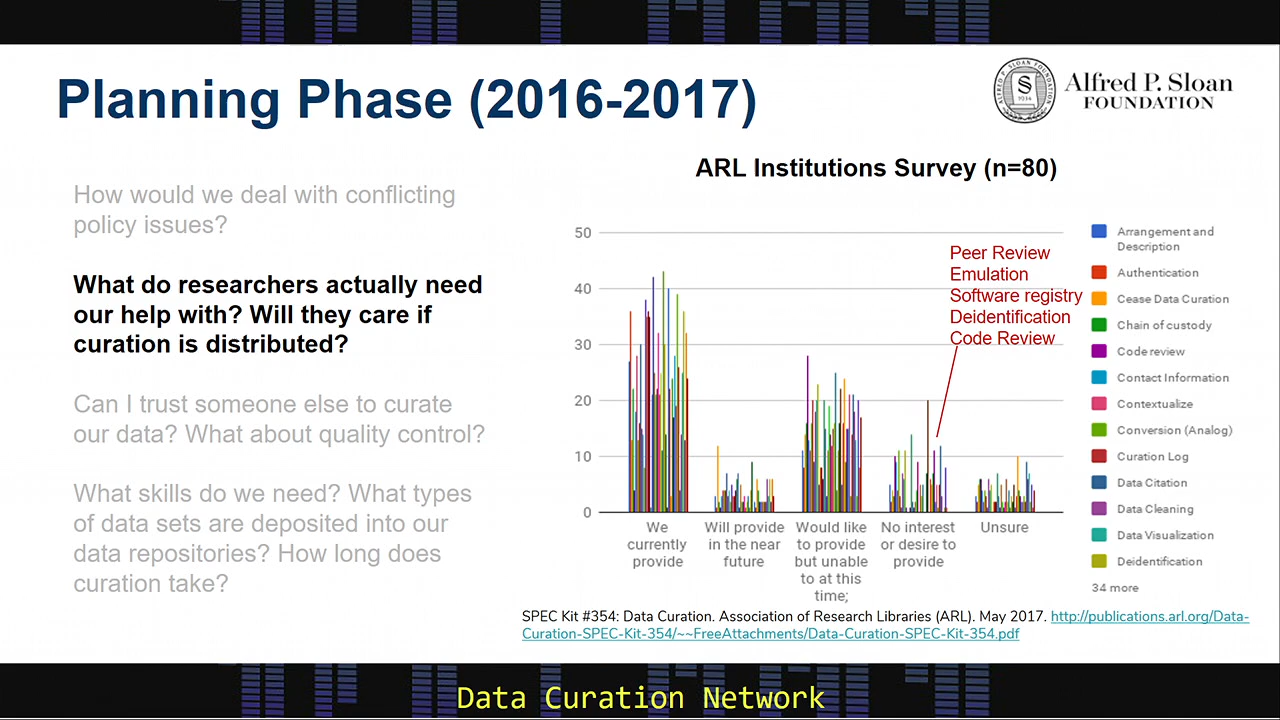 Planning Phase (2016-2017)
Alfred P. Sloan
FOUNDATION
How would we deal with conflicting
policy issues?
What do researchers actually need
our help with? Will they care if
curation is distributed?
Can I trust someone else to curate
our data? What about quality control?
What skills do we need? What types
of data sets are deposited into our
data repositories? How long does
curation take?
ARL Institutions Survey (n=80)
50
40
30
20
10
0
Peer Review
Emulation
Software registry
Deidentification
Code Review
We
currently
provide
Will provide
in the near
future
Would like
to provide
but unable
to at this
time;
No interest
or desire to
provide
Unsure
Arrangement and
Description
Authentication
Cease Data Curation
Chain of custody
Code review
Contact Information
Contextualize
Conversion (Analog)
Curation Log
Data Citation
Data Cleaning
Data Visualization
Deidentification
34 more
SPEC Kit #354: Data Curation. Association of Research Libraries (ARL). May 2017. http://publications.arl.org/Data-
Curation-SPEC-Kit-354/~~FreeAttachments/Data-Curation-SPEC-Kit-354.pdf
Data Curation Network